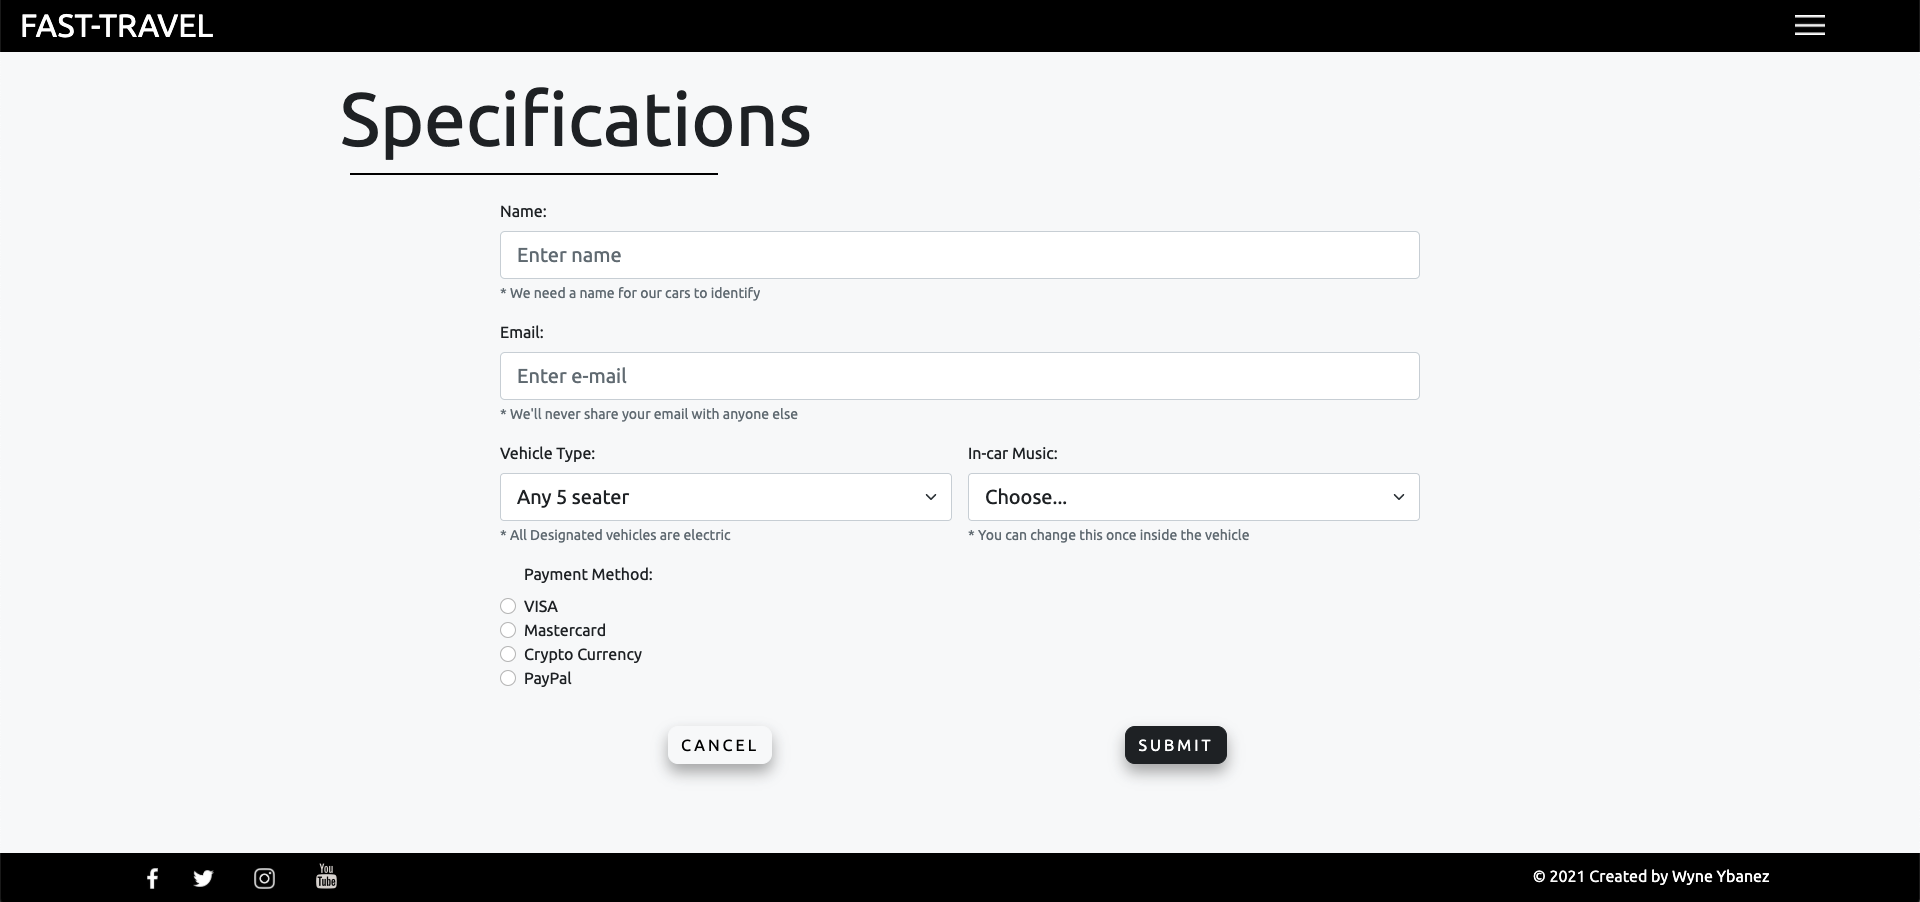 FAST-TRAVEL
Specifications
Name:
Enter name
* We need a name for our cars to identify
Email:
Enter e-mail
* We'll never share your email with anyone else
Vehicle Type:
In-car Music:
Any 5 seater
Choose...
* All Designated vehicles are electric
* You can change this once inside the vehicle
Payment Method:
VISA
Mastercard
Crypto Currency
PayPal
CANCEL
SUBMIT
You
Tube
© 2021 Created by Wyne Ybanez